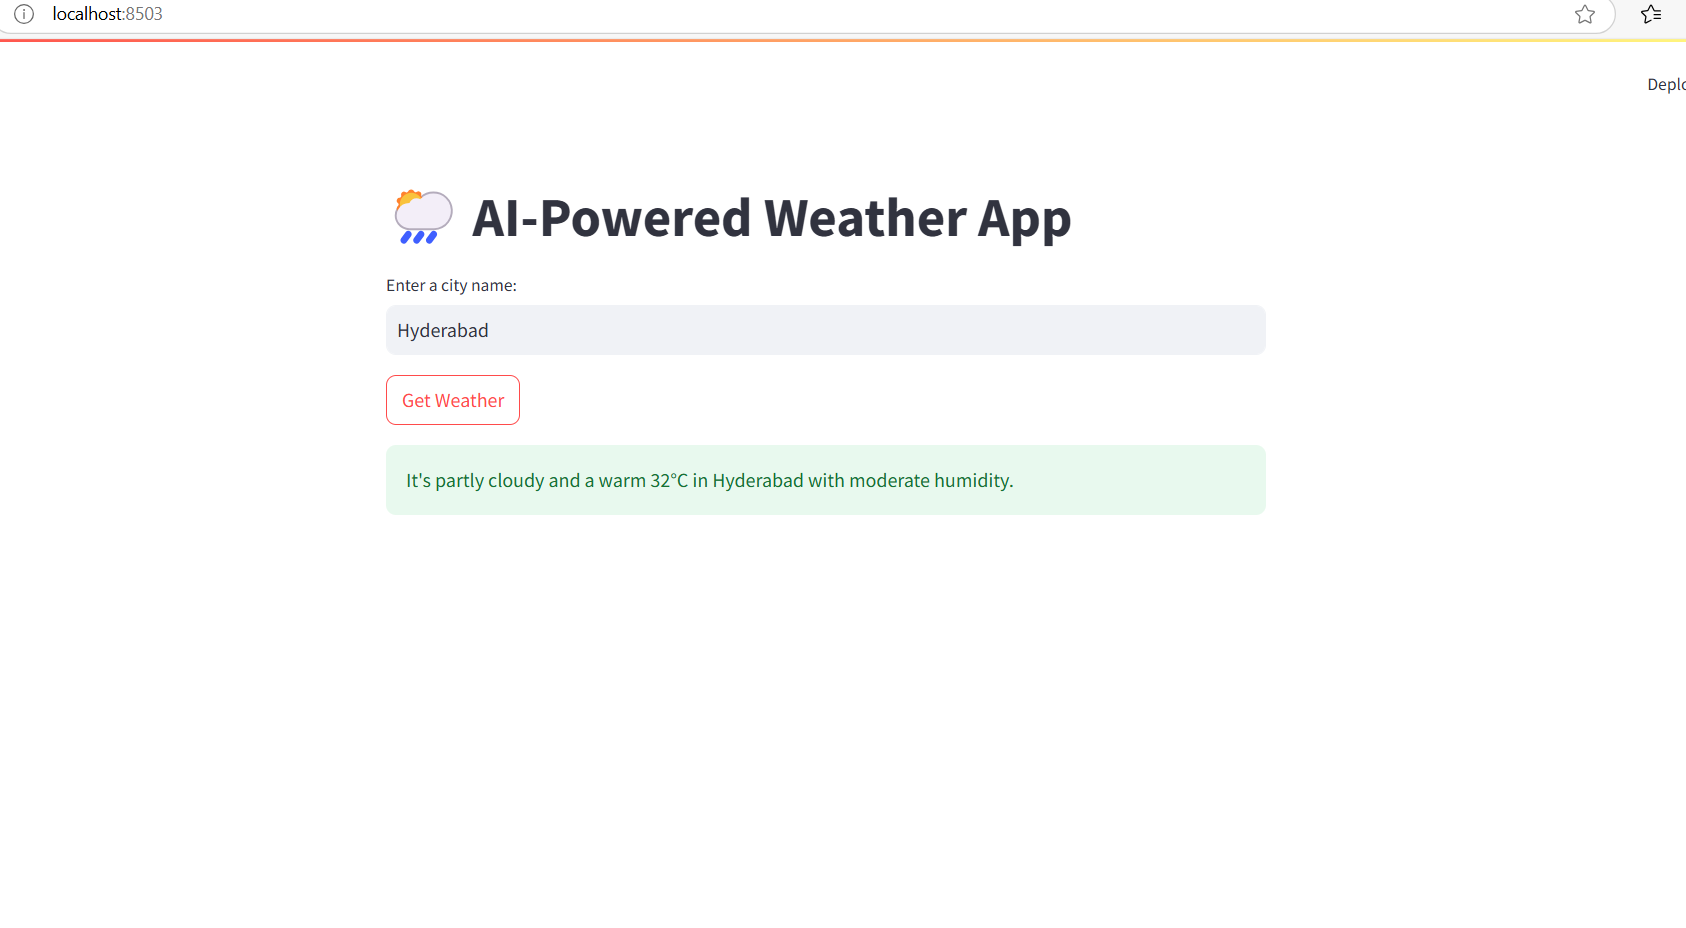 localhost:8503
Deplo
AI-Powered Weather App
Enter a city name:
Hyderabad
Get Weather
It's partly cloudy and a warm 32°C in Hyderabad with moderate humidity.